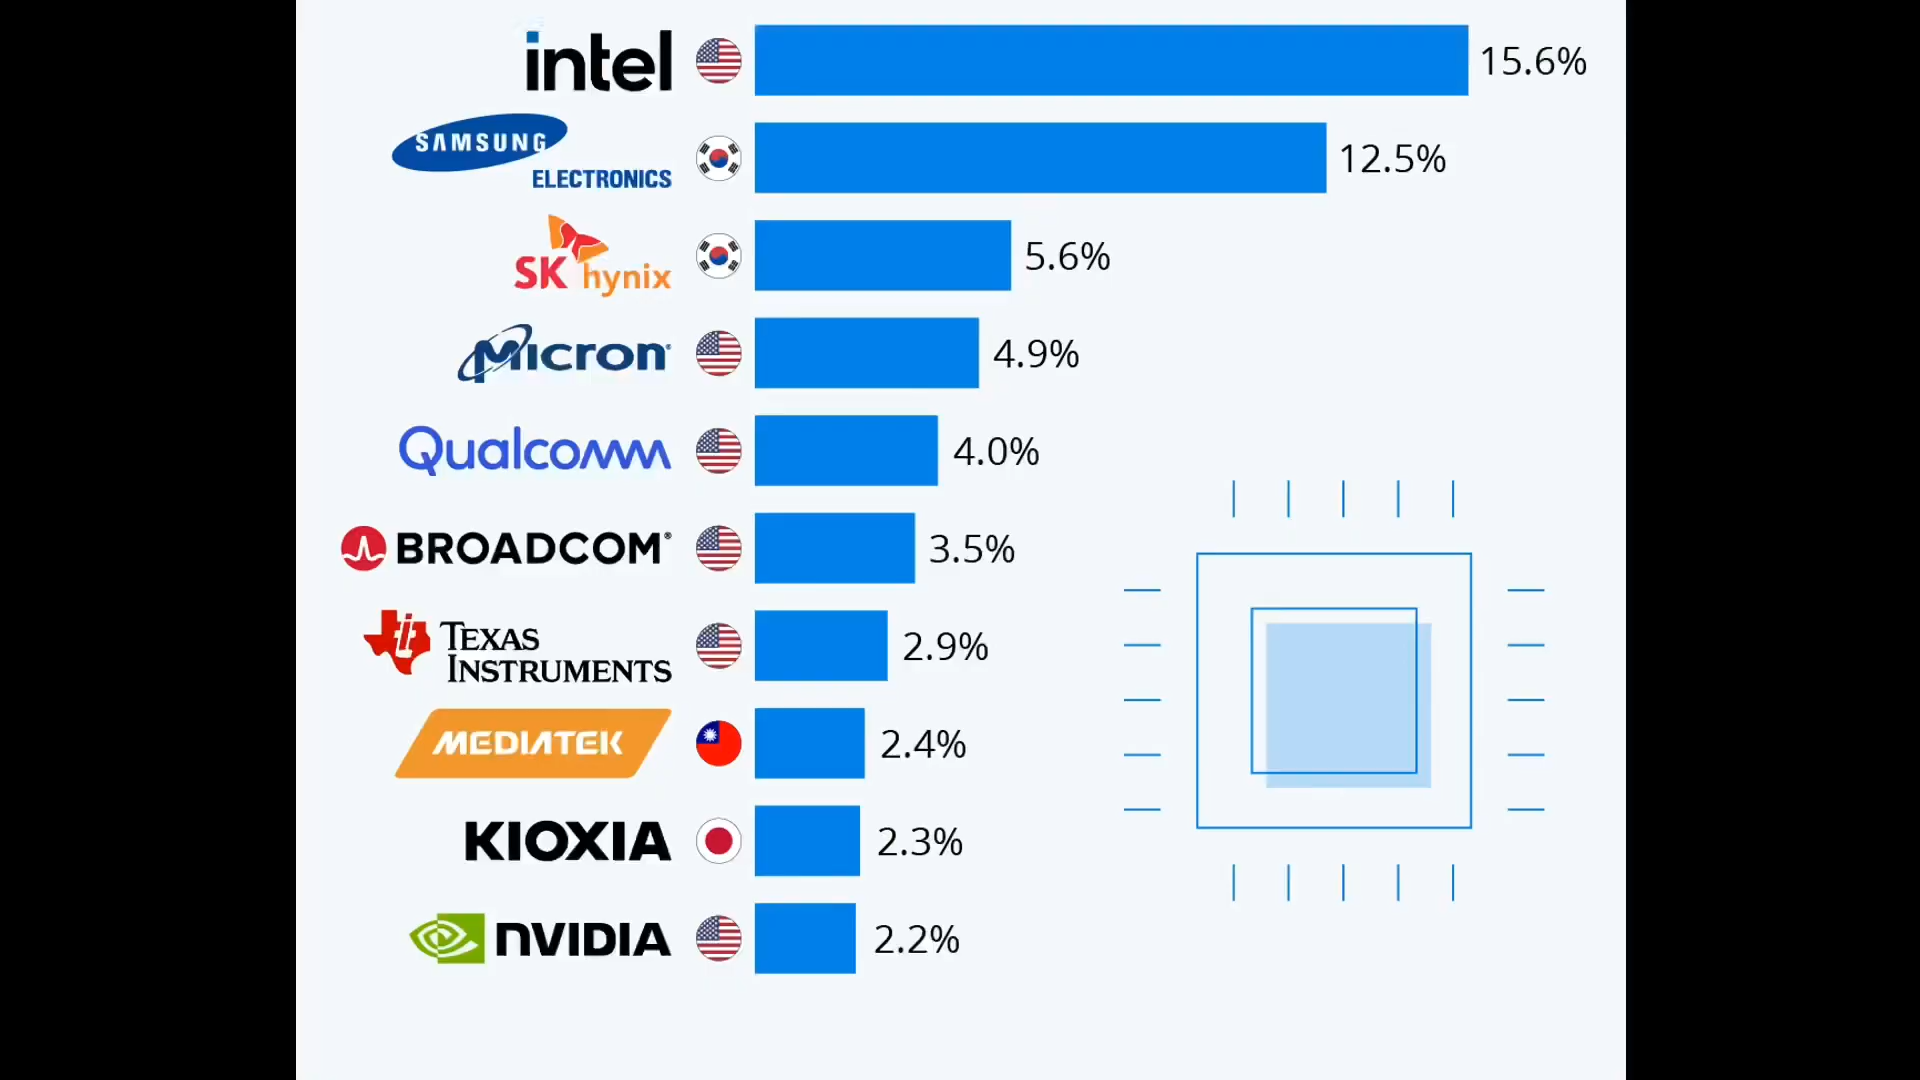 intel 15.6%
SAMSUNG
ELECTRONICS 12.5%
SK hynix 5.6%
Micron 4.9%
Qualcomm 4.0%
BROADCOM® 3.5%
TEXAS
INSTRUMENTS 2.9%
MEDIATEK 2.4%
KIOXIA 2.3%
NVIDIA 2.2%